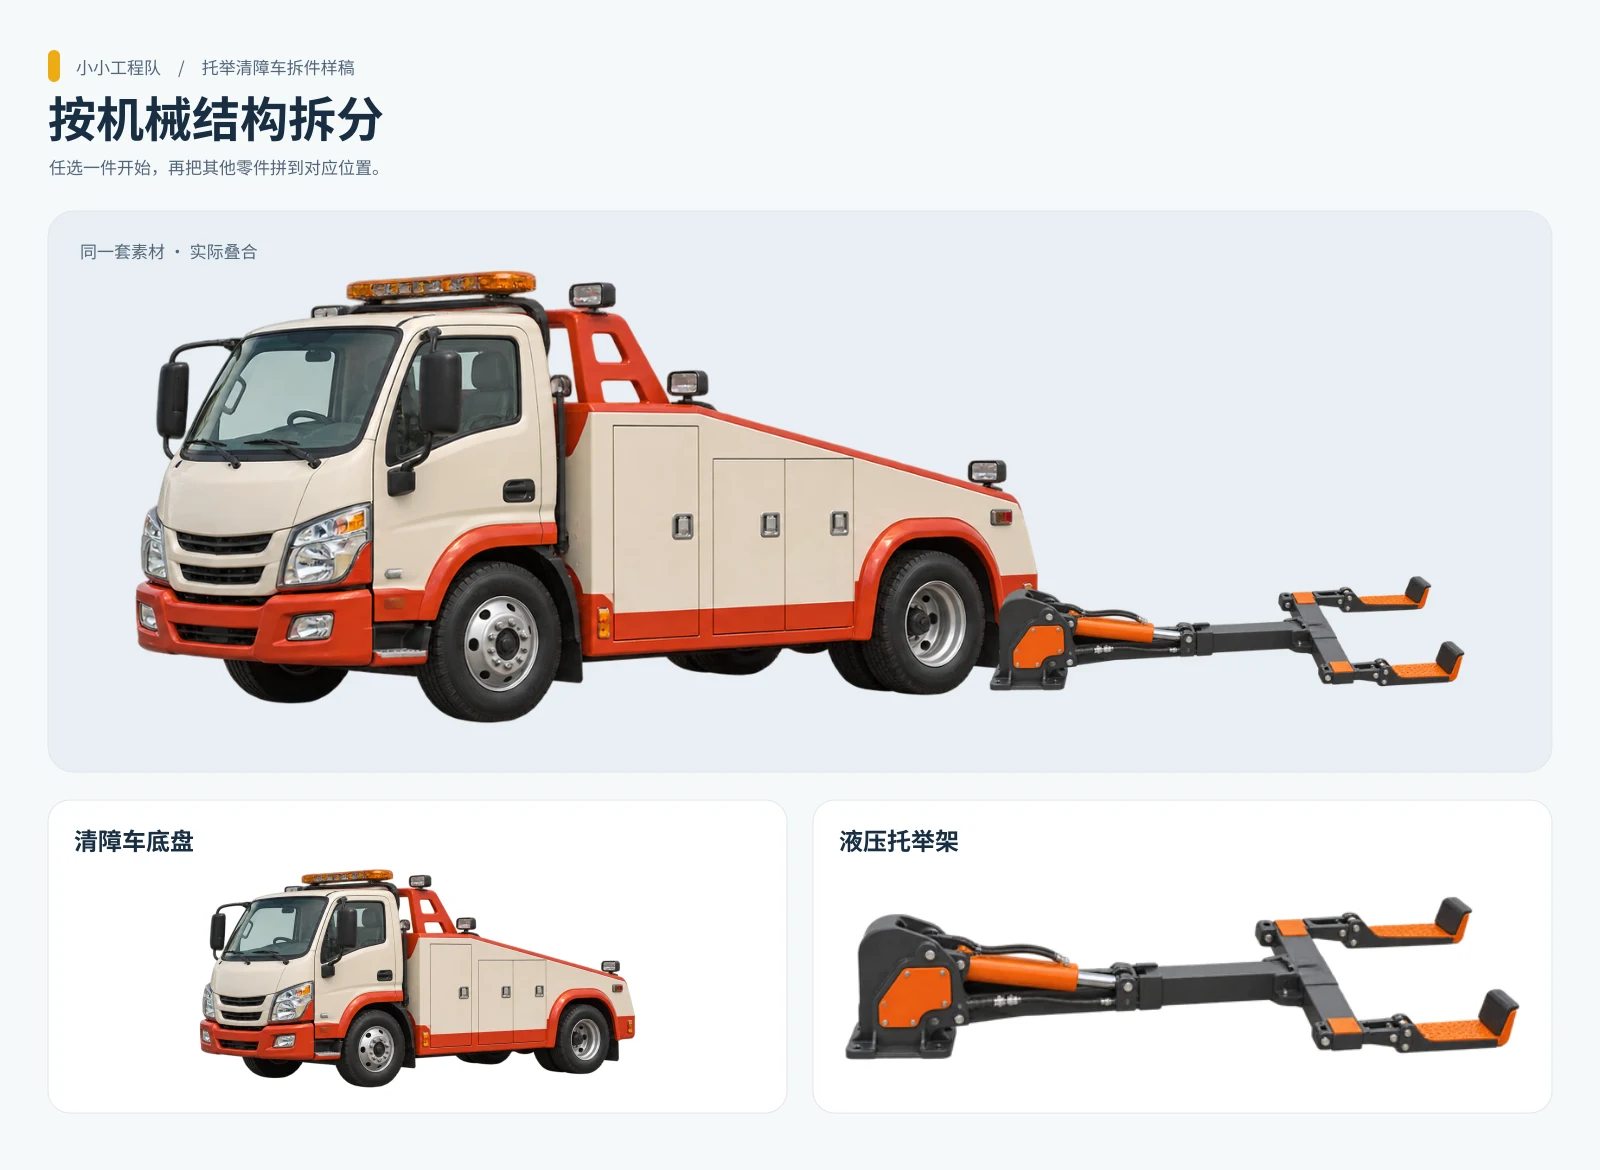 小小工程队 / 托举清障车拆件样稿
按机械结构拆分
任选一件开始，再把其他零件拼到对应位置。
同一套素材 · 实际叠合
清障车底盘
液压托举架